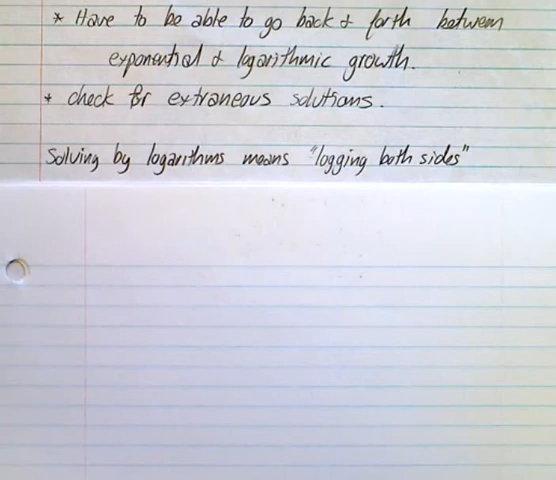 * Have to be able to go back & forth between
exponential & logarithmic growth.
* check for extraneous solutions.
Solving by logarithms means "logging both sides"